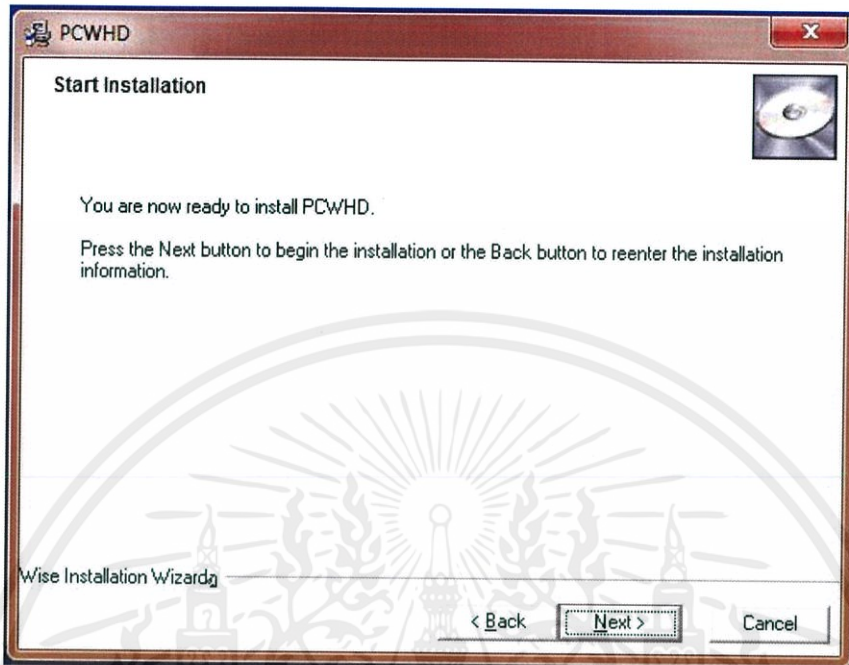 PCWHD
Start Installation
You are now ready to install PCWHD.
Press the Next button to begin the installation or the Back button to reenter the installation
information.
Wise Installation Wizard
< Back
Next >
Cancel